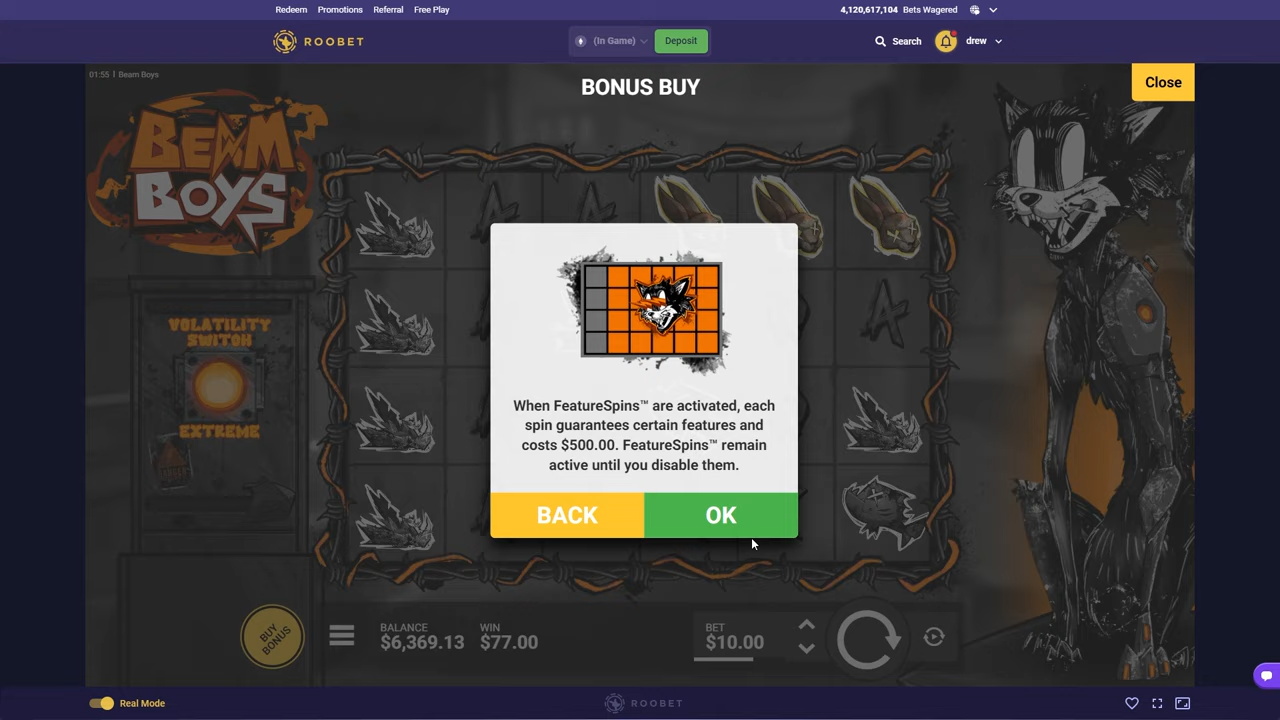 Redeem Promotions Referral Free Play
4,120,617,104 Bets Wagered
ROOBET
(In Game)
Deposit
Search
drew
01:55 | Beam Boys
BONUS BUY
Close
BEAM
BOYS
VOLATILITY
SWITCH
EXTREME
When FeatureSpins™ are activated, each
spin guarantees certain features and
costs $500.00. FeatureSpins™ remain
active until you disable them.
BACK
OK
BUY
BONUS
BALANCE
$6,369.13
WIN
$77.00
BET
$10.00
Real Mode
ROOBET